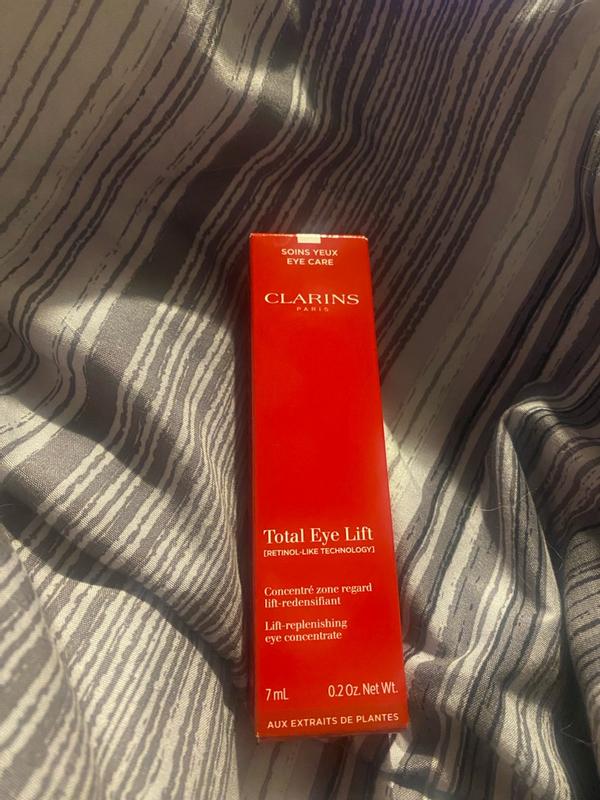 SOINS YEUX
EYE CARE
CLARINS
PARIS
Total Eye Lift
[RETINOL-LIKE TECHNOLOGY]
Concentré zone regard
lift-redensifiant
Lift-replenishing
eye concentrate
7 mL 0.2 Oz. Net Wt.
AUX EXTRAITS DE PLANTES